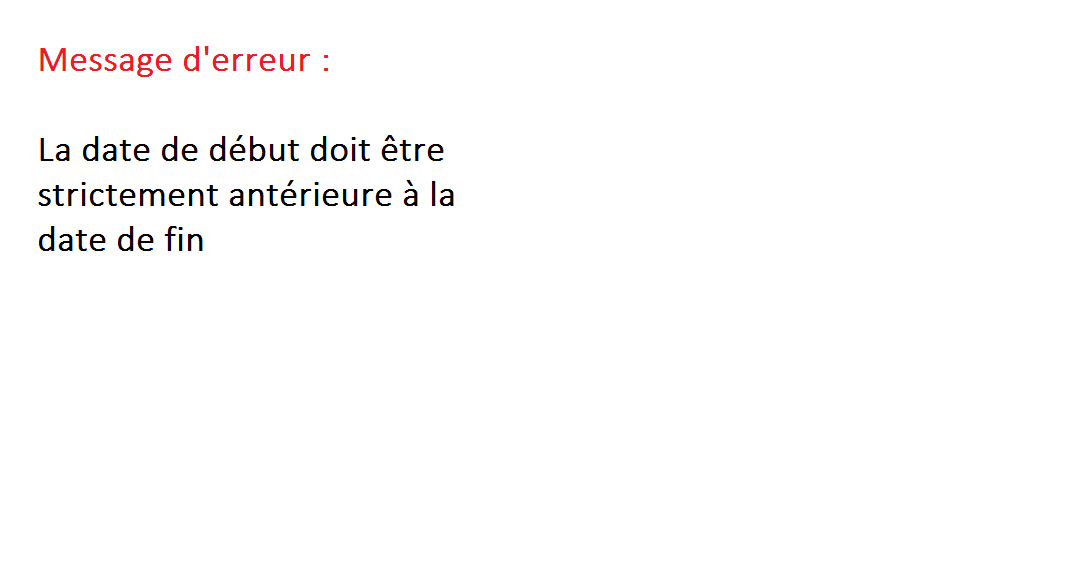 Message d'erreur :
La date de début doit être
strictement antérieure à la
date de fin